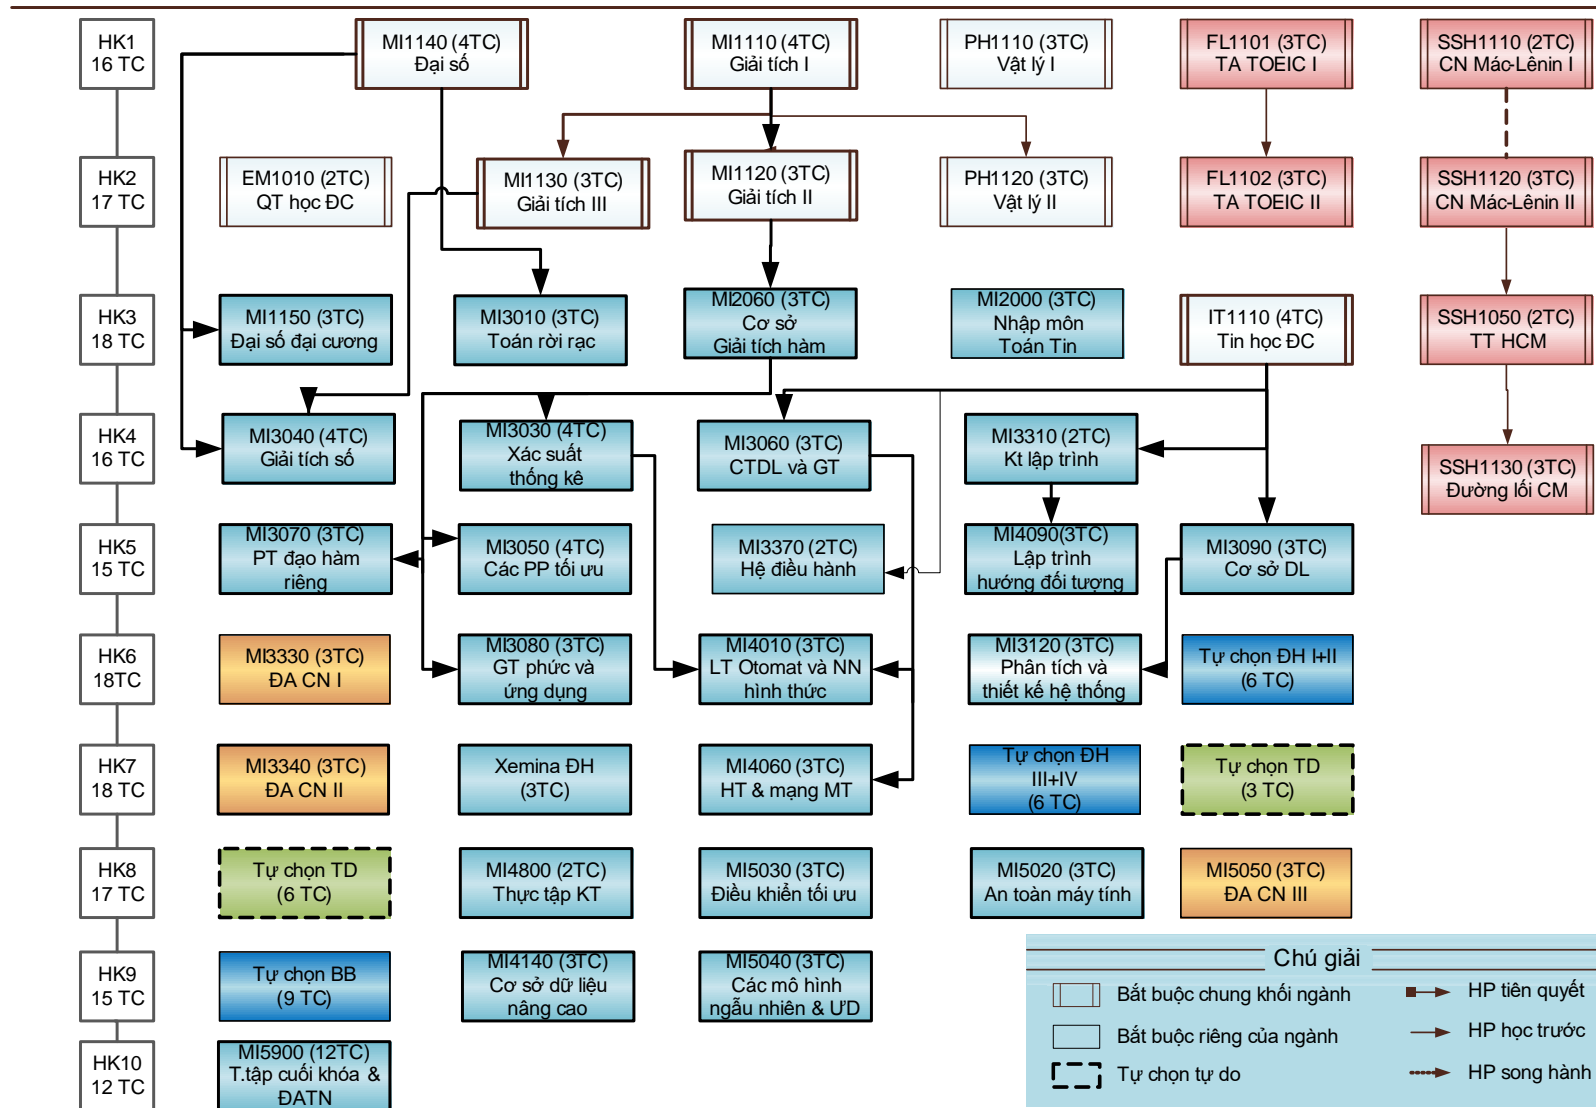 HK1
16 TC
MI1140 (4TC)
Đại số
MI1110 (4TC)
Giải tích I
PH1110 (3TC)
Vật lý I
FL1101 (3TC)
TA TOEIC I
SSH1110 (2TC)
CN Mác-Lênin I
HK2
17 TC
EM1010 (2TC)
QT học ĐC
MI1130 (3TC)
Giải tích III
MI1120 (3TC)
Giải tích II
PH1120 (3TC)
Vật lý II
FL1102 (3TC)
TA TOEIC II
SSH1120 (3TC)
CN Mác-Lênin II
HK3
18 TC
MI1150 (3TC)
Đại số đại cương
MI3010 (3TC)
Toán rời rạc
MI2060 (3TC)
Cơ sở
Giải tích hàm
MI2000 (3TC)
Nhập môn
Toán Tin
IT1110 (4TC)
Tin học ĐC
SSH1050 (2TC)
TT HCM
HK4
16 TC
MI3040 (4TC)
Giải tích số
MI3030 (4TC)
Xác suất
thống kê
MI3060 (3TC)
CTDL và GT
MI3310 (2TC)
Kt lập trình
SSH1130 (3TC)
Đường lối CM
HK5
15 TC
MI3070 (3TC)
PT đạo hàm
riêng
MI3050 (4TC)
Các PP tối ưu
MI3370 (2TC)
Hệ điều hành
MI4090(3TC)
Lập trình
hướng đối tượng
MI3090 (3TC)
Cơ sở DL
HK6
18TC
MI3330 (3TC)
ĐA CN I
MI3080 (3TC)
GT phức và
ứng dụng
MI4010 (3TC)
LT Otomat và NN
hình thức
MI3120 (3TC)
Phân tích và
thiết kế hệ thống
Tự chọn ĐH I+II
(6 TC)
HK7
18 TC
MI3340 (3TC)
ĐA CN II
Xemina ĐH
(3TC)
MI4060 (3TC)
HT & mạng MT
Tự chọn ĐH
III+IV
(6 TC)
Tự chọn TD
(3 TC)
HK8
17 TC
Tự chọn TD
(6 TC)
MI4800 (2TC)
Thực tập KT
MI5030 (3TC)
Điều khiển tối ưu
MI5020 (3TC)
An toàn máy tính
MI5050 (3TC)
ĐA CN III
HK9
15 TC
Tự chọn BB
(9 TC)
MI4140 (3TC)
Cơ sở dữ liệu
nâng cao
MI5040 (3TC)
Các mô hình
ngẫu nhiên & ƯD
HK10
12 TC
MI5900 (12TC)
T.tập cuối khóa &
ĐATN
Chú giải
Bắt buộc chung khối ngành
HP tiên quyết
Bắt buộc riêng của ngành
HP học trước
Tự chọn tự do
HP song hành